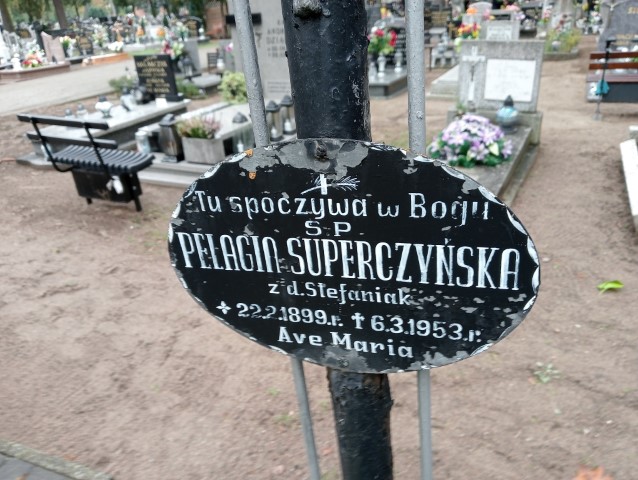 Tu spoczywa w Bogu
Ś P
PELAGIA SUPERCZYŃSKA
z d. Stefaniak
22.2.1899.r. † 6.3.1953.r.
Ave Maria